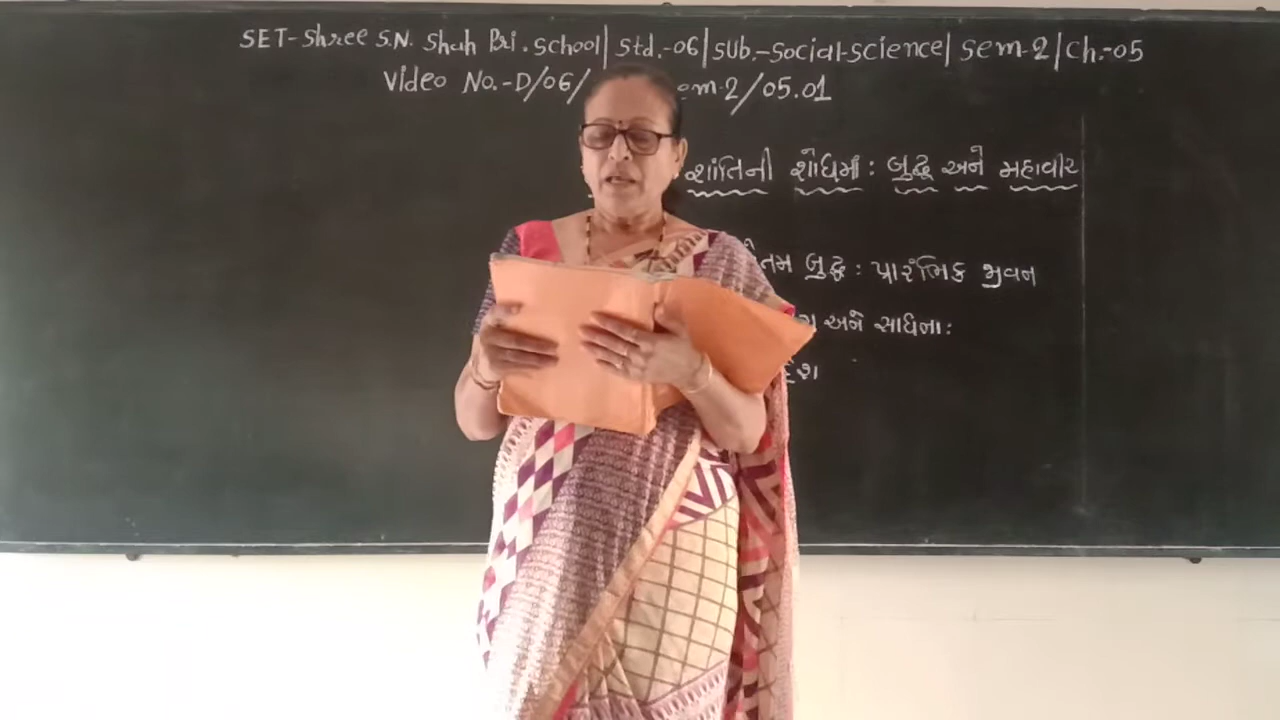 SET-Shree S.N. Shah Pri. School| Std.-06| SUB.-Social-Science| Sem-2| Ch.-05
Video No.-D/06/ em-2/05.01
શાંતિની શોધમાં : બુદ્ધ અને મહાવીર
તમ બુદ્ધ : પ્રારંભિક જીવન
અને સાધના :